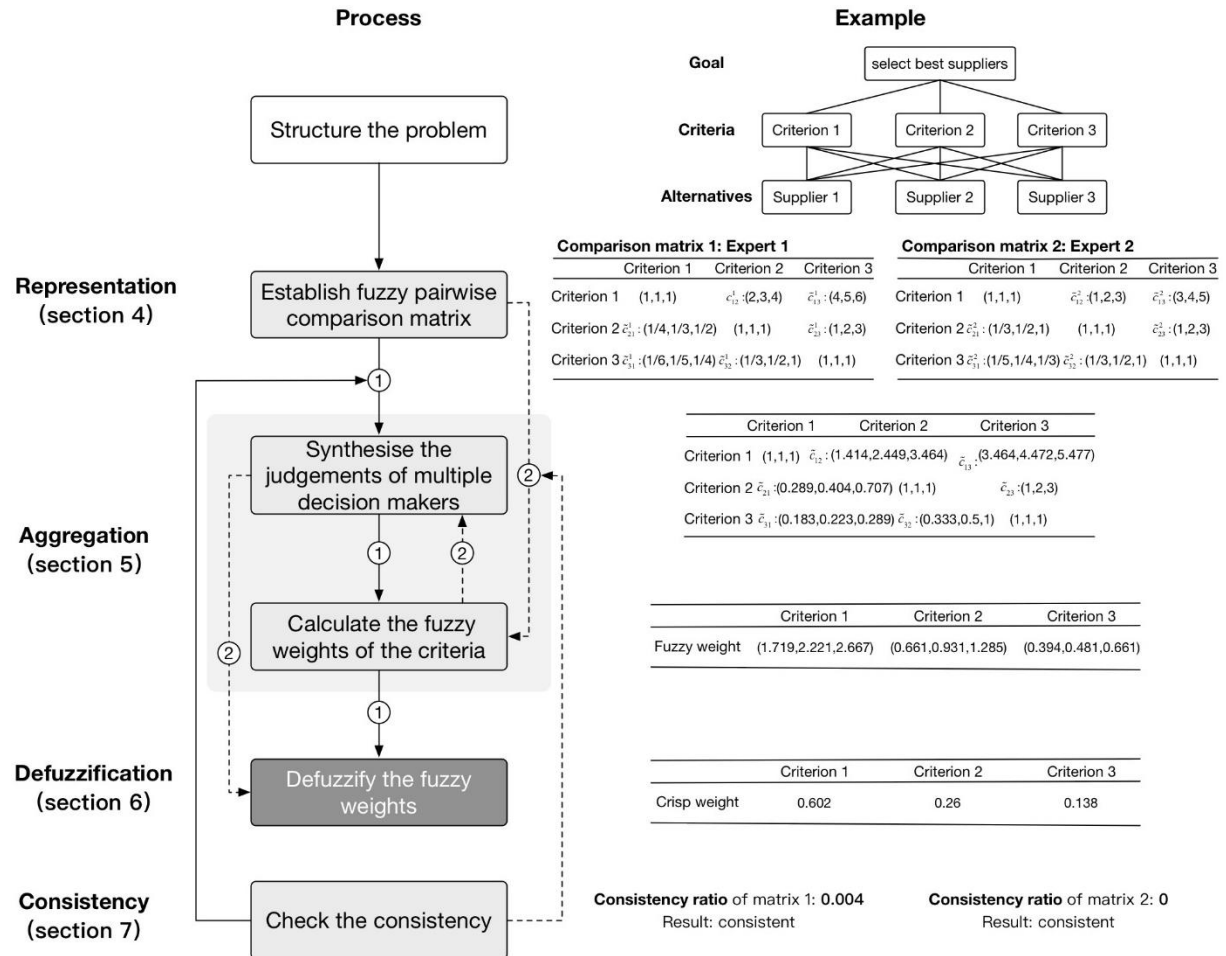 Process
Example
Goal
select best suppliers
Structure the problem
Criteria
Criterion 1 Criterion 2 Criterion 3
Alternatives
Supplier 1 Supplier 2 Supplier 3
Comparison matrix 1: Expert 1
Criterion 1 Criterion 2 Criterion 3
Criterion 1 (1,1,1) c¹₁₂:(2,3,4) c̃¹₁₃:(4,5,6)
Criterion 2 c̃¹₂₁:(1/4,1/3,1/2) (1,1,1) c̃¹₂₃:(1,2,3)
Criterion 3 c̃¹₃₁:(1/6,1/5,1/4) c̃¹₃₂:(1/3,1/2,1) (1,1,1)
Comparison matrix 2: Expert 2
Criterion 1 Criterion 2 Criterion 3
Criterion 1 (1,1,1) c̃²₁₂:(1,2,3) c̃²₁₃:(3,4,5)
Criterion 2 c̃²₂₁:(1/3,1/2,1) (1,1,1) c̃²₂₃:(1,2,3)
Criterion 3 c̃²₃₁:(1/5,1/4,1/3) c̃²₃₂:(1/3,1/2,1) (1,1,1)
Representation
(section 4)
Establish fuzzy pairwise
comparison matrix
1
2
Synthesise the
judgements of multiple
decision makers
Criterion 1 Criterion 2 Criterion 3
Criterion 1 (1,1,1) c̃₁₂:(1.414,2.449,3.464) c̃₁₃:(3.464,4.472,5.477)
Criterion 2 c̃₂₁:(0.289,0.404,0.707) (1,1,1) c̃₂₃:(1,2,3)
Criterion 3 c̃₃₁:(0.183,0.223,0.289) c̃₃₂:(0.333,0.5,1) (1,1,1)
Aggregation
(section 5)
1
2
Calculate the fuzzy
weights of the criteria
2
Criterion 1 Criterion 2 Criterion 3
Fuzzy weight (1.719,2.221,2.667) (0.661,0.931,1.285) (0.394,0.481,0.661)
1
Defuzzification
(section 6)
Defuzzify the fuzzy
weights
Criterion 1 Criterion 2 Criterion 3
Crisp weight 0.602 0.26 0.138
Consistency
(section 7)
Check the consistency
Consistency ratio of matrix 1: 0.004
Result: consistent
Consistency ratio of matrix 2: 0
Result: consistent